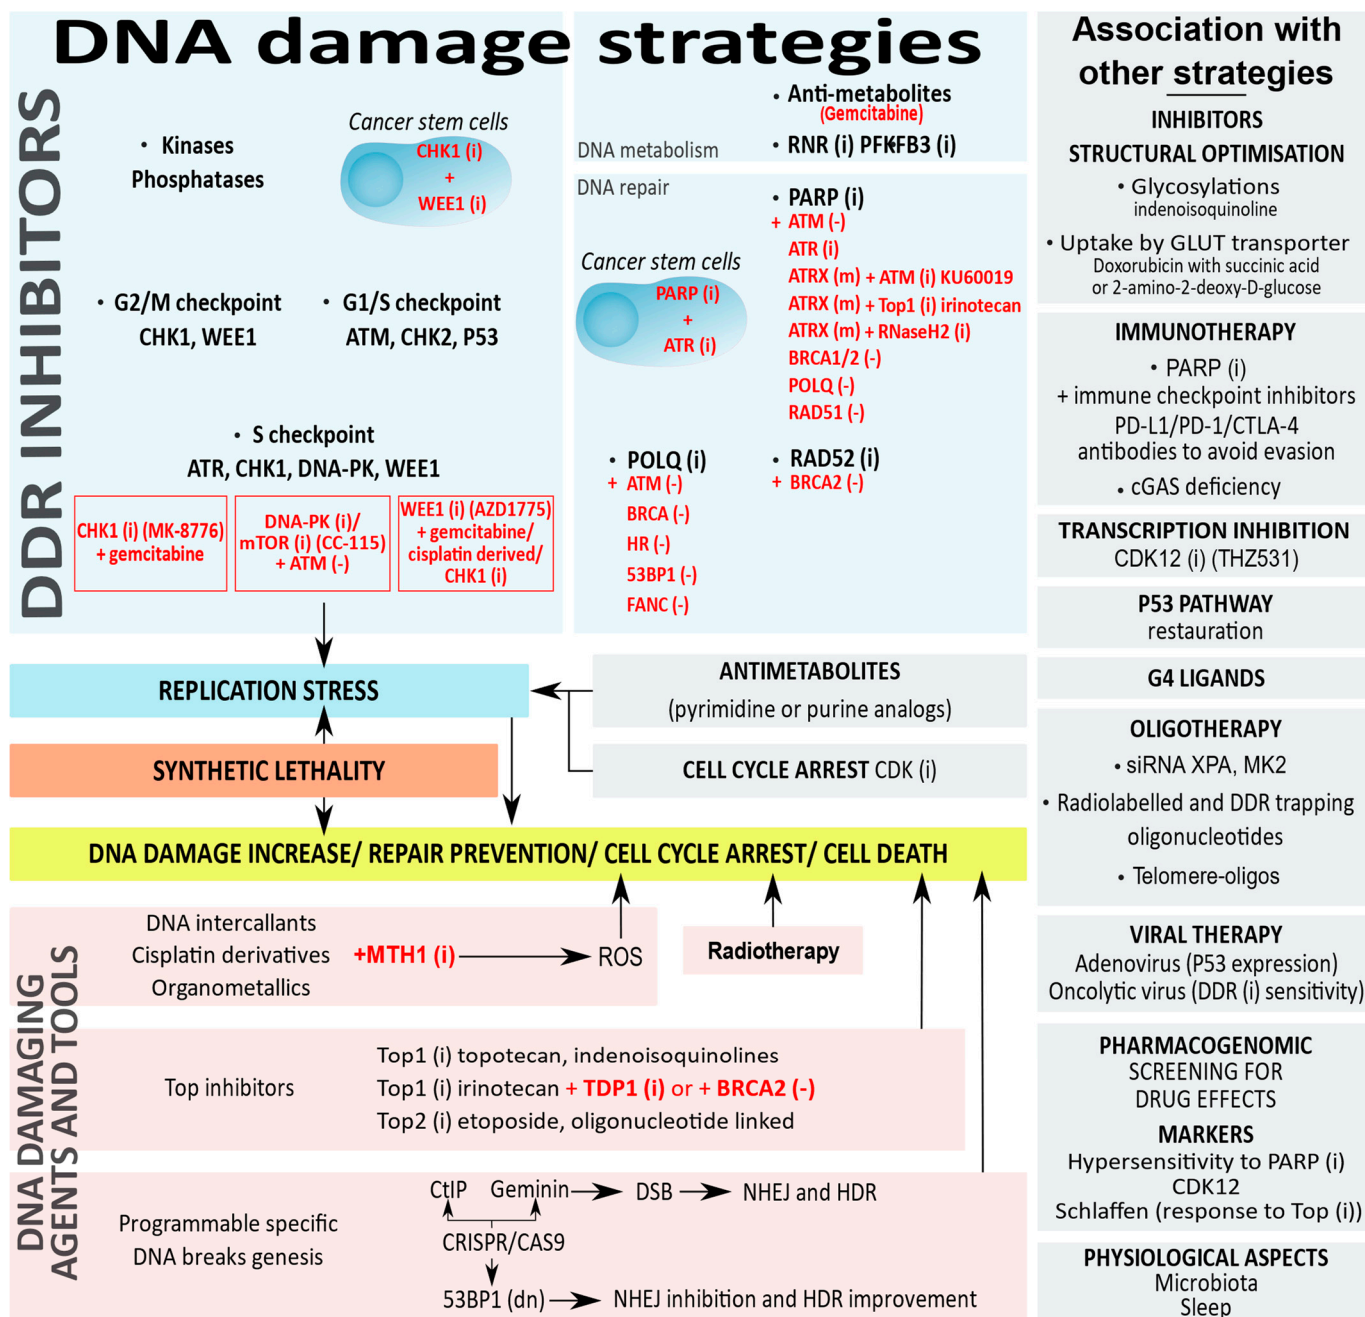 DNA damage strategies
DDR INHIBITORS
• Kinases
Phosphatases
Cancer stem cells
CHK1 (i)
+
WEE1 (i)
• G2/M checkpoint
CHK1, WEE1
• G1/S checkpoint
ATM, CHK2, P53
• S checkpoint
ATR, CHK1, DNA-PK, WEE1
CHK1 (i) (MK-8776)
+ gemcitabine
DNA-PK (i)/
mTOR (i) (CC-115)
+ ATM (-)
WEE1 (i) (AZD1775)
+ gemcitabine/
cisplatin derived/
CHK1 (i)
DNA metabolism
• Anti-metabolites
(Gemcitabine)
• RNR (i) PFKFB3 (i)
DNA repair
Cancer stem cells
PARP (i)
+
ATR (i)
• PARP (i)
+ ATM (-)
ATR (i)
ATRX (m) + ATM (i) KU60019
ATRX (m) + Top1 (i) irinotecan
ATRX (m) + RNaseH2 (i)
BRCA1/2 (-)
POLQ (-)
RAD51 (-)
• POLQ (i)
+ ATM (-)
BRCA (-)
HR (-)
53BP1 (-)
FANC (-)
• RAD52 (i)
+ BRCA2 (-)
REPLICATION STRESS
SYNTHETIC LETHALITY
ANTIMETABOLITES
(pyrimidine or purine analogs)
CELL CYCLE ARREST CDK (i)
DNA DAMAGE INCREASE/ REPAIR PREVENTION/ CELL CYCLE ARREST/ CELL DEATH
DNA DAMAGING
AGENTS AND TOOLS
DNA intercallants
Cisplatin derivatives
Organometallics
+MTH1 (i)
ROS
Radiotherapy
Top inhibitors
Top1 (i) topotecan, indenoisoquinolines
Top1 (i) irinotecan + TDP1 (i) or + BRCA2 (-)
Top2 (i) etoposide, oligonucleotide linked
Programmable specific
DNA breaks genesis
CtIP Geminin DSB NHEJ and HDR
CRISPR/CAS9
53BP1 (dn) NHEJ inhibition and HDR improvement
Association with
other strategies
INHIBITORS
STRUCTURAL OPTIMISATION
• Glycosylations
indenoisoquinoline
• Uptake by GLUT transporter
Doxorubicin with succinic acid
or 2-amino-2-deoxy-D-glucose
IMMUNOTHERAPY
• PARP (i)
+ immune checkpoint inhibitors
PD-L1/PD-1/CTLA-4
antibodies to avoid evasion
• cGAS deficiency
TRANSCRIPTION INHIBITION
CDK12 (i) (THZ531)
P53 PATHWAY
restauration
G4 LIGANDS
OLIGOTHERAPY
• siRNA XPA, MK2
• Radiolabelled and DDR trapping
oligonucleotides
• Telomere-oligos
VIRAL THERAPY
Adenovirus (P53 expression)
Oncolytic virus (DDR (i) sensitivity)
PHARMACOGENOMIC
SCREENING FOR
DRUG EFFECTS
MARKERS
Hypersensitivity to PARP (i)
CDK12
Schlaffen (response to Top (i))
PHYSIOLOGICAL ASPECTS
Microbiota
Sleep